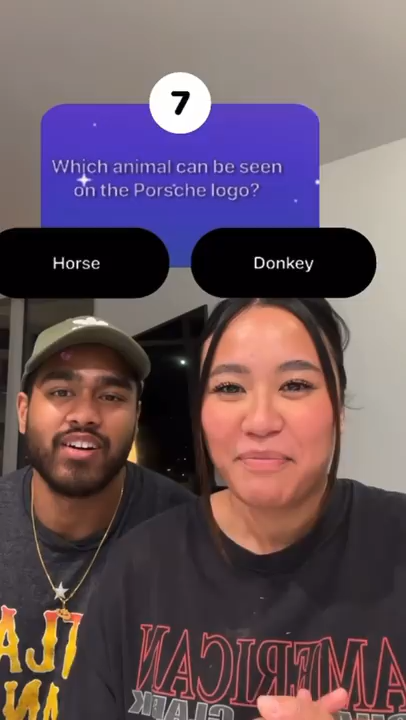 7
Which animal can be seen
on the Porsche logo?
Horse
Donkey
AMERICAN